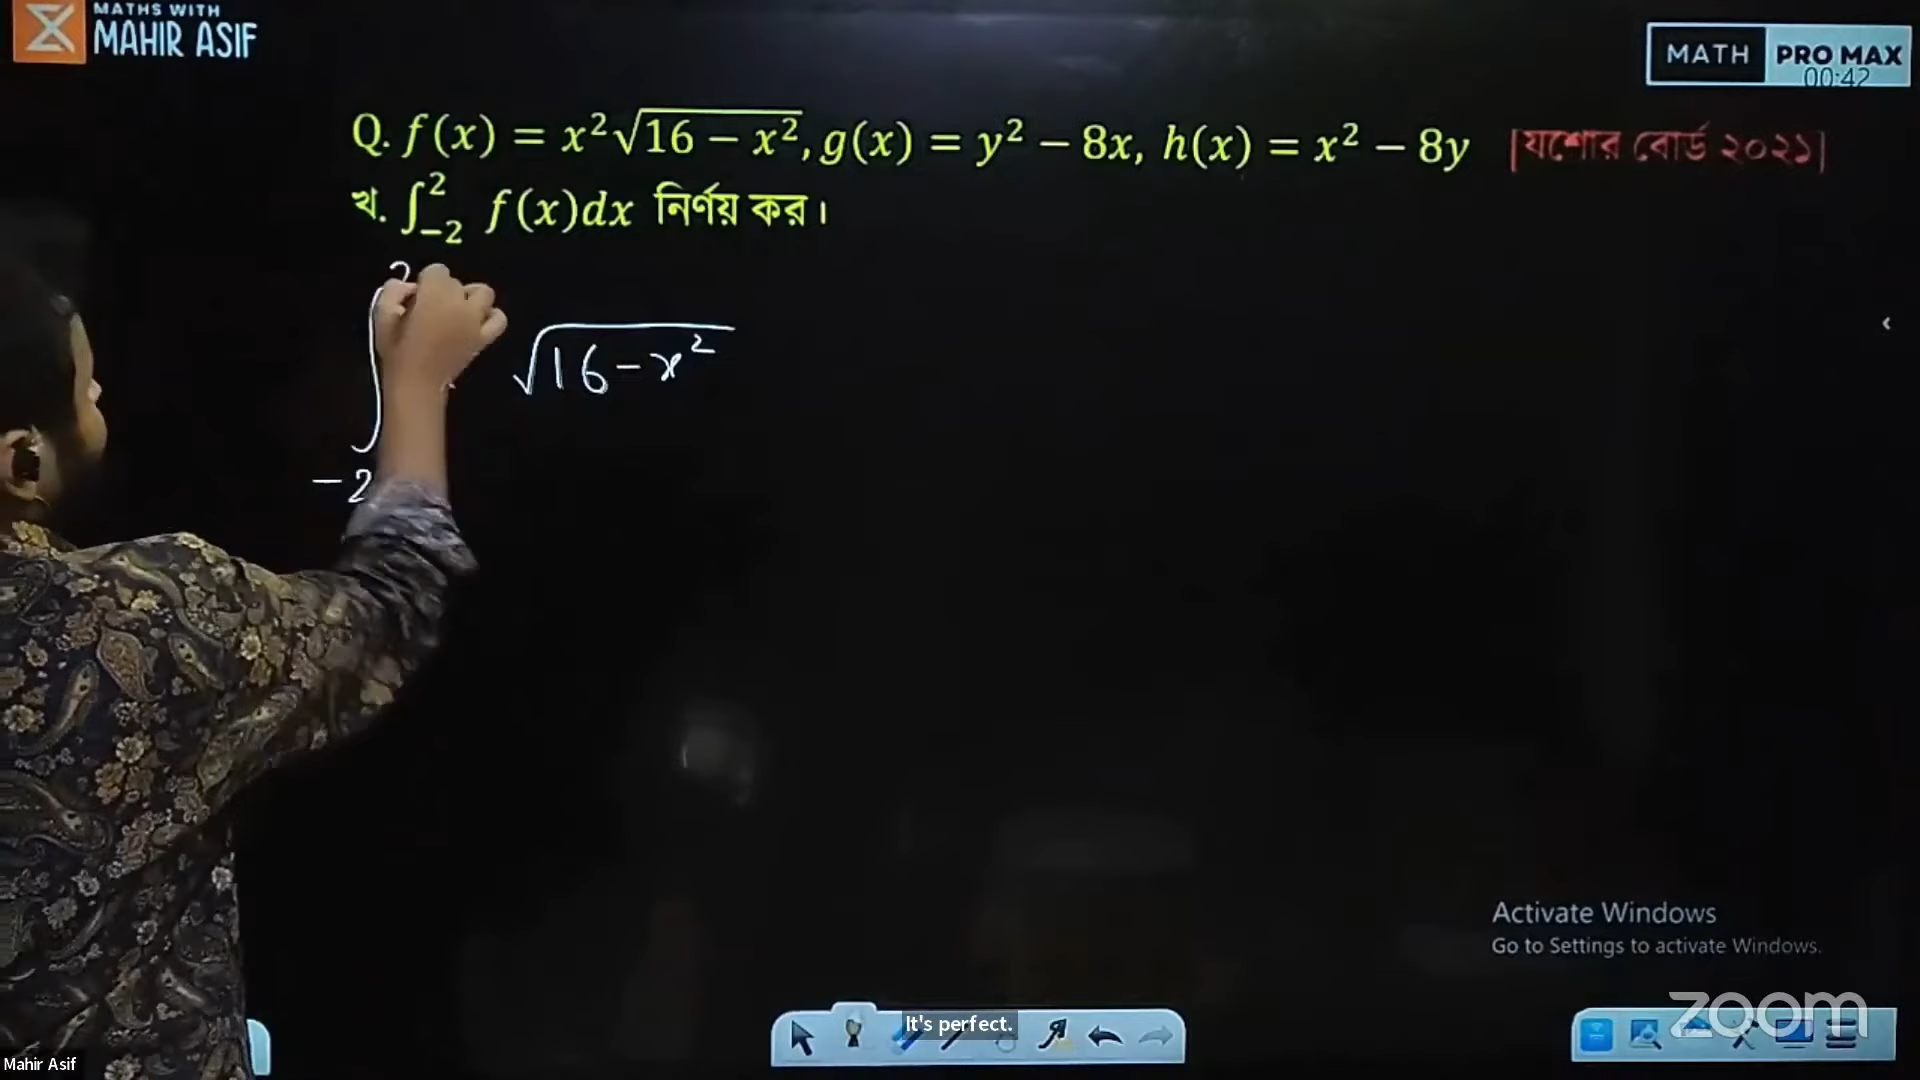 MATHS WITH
MAHIR ASIF
MATH PRO MAX
00:42
Q. f(x) = x²√(16 − x²), g(x) = y² − 8x, h(x) = x² − 8y [যশোর বোর্ড ২০২১]
খ. ∫₋₂² f(x)dx নির্ণয় কর।
2
∫ √(16 − x²)
−2
Activate Windows
Go to Settings to activate Windows.
zoom
It's perfect.
Mahir Asif